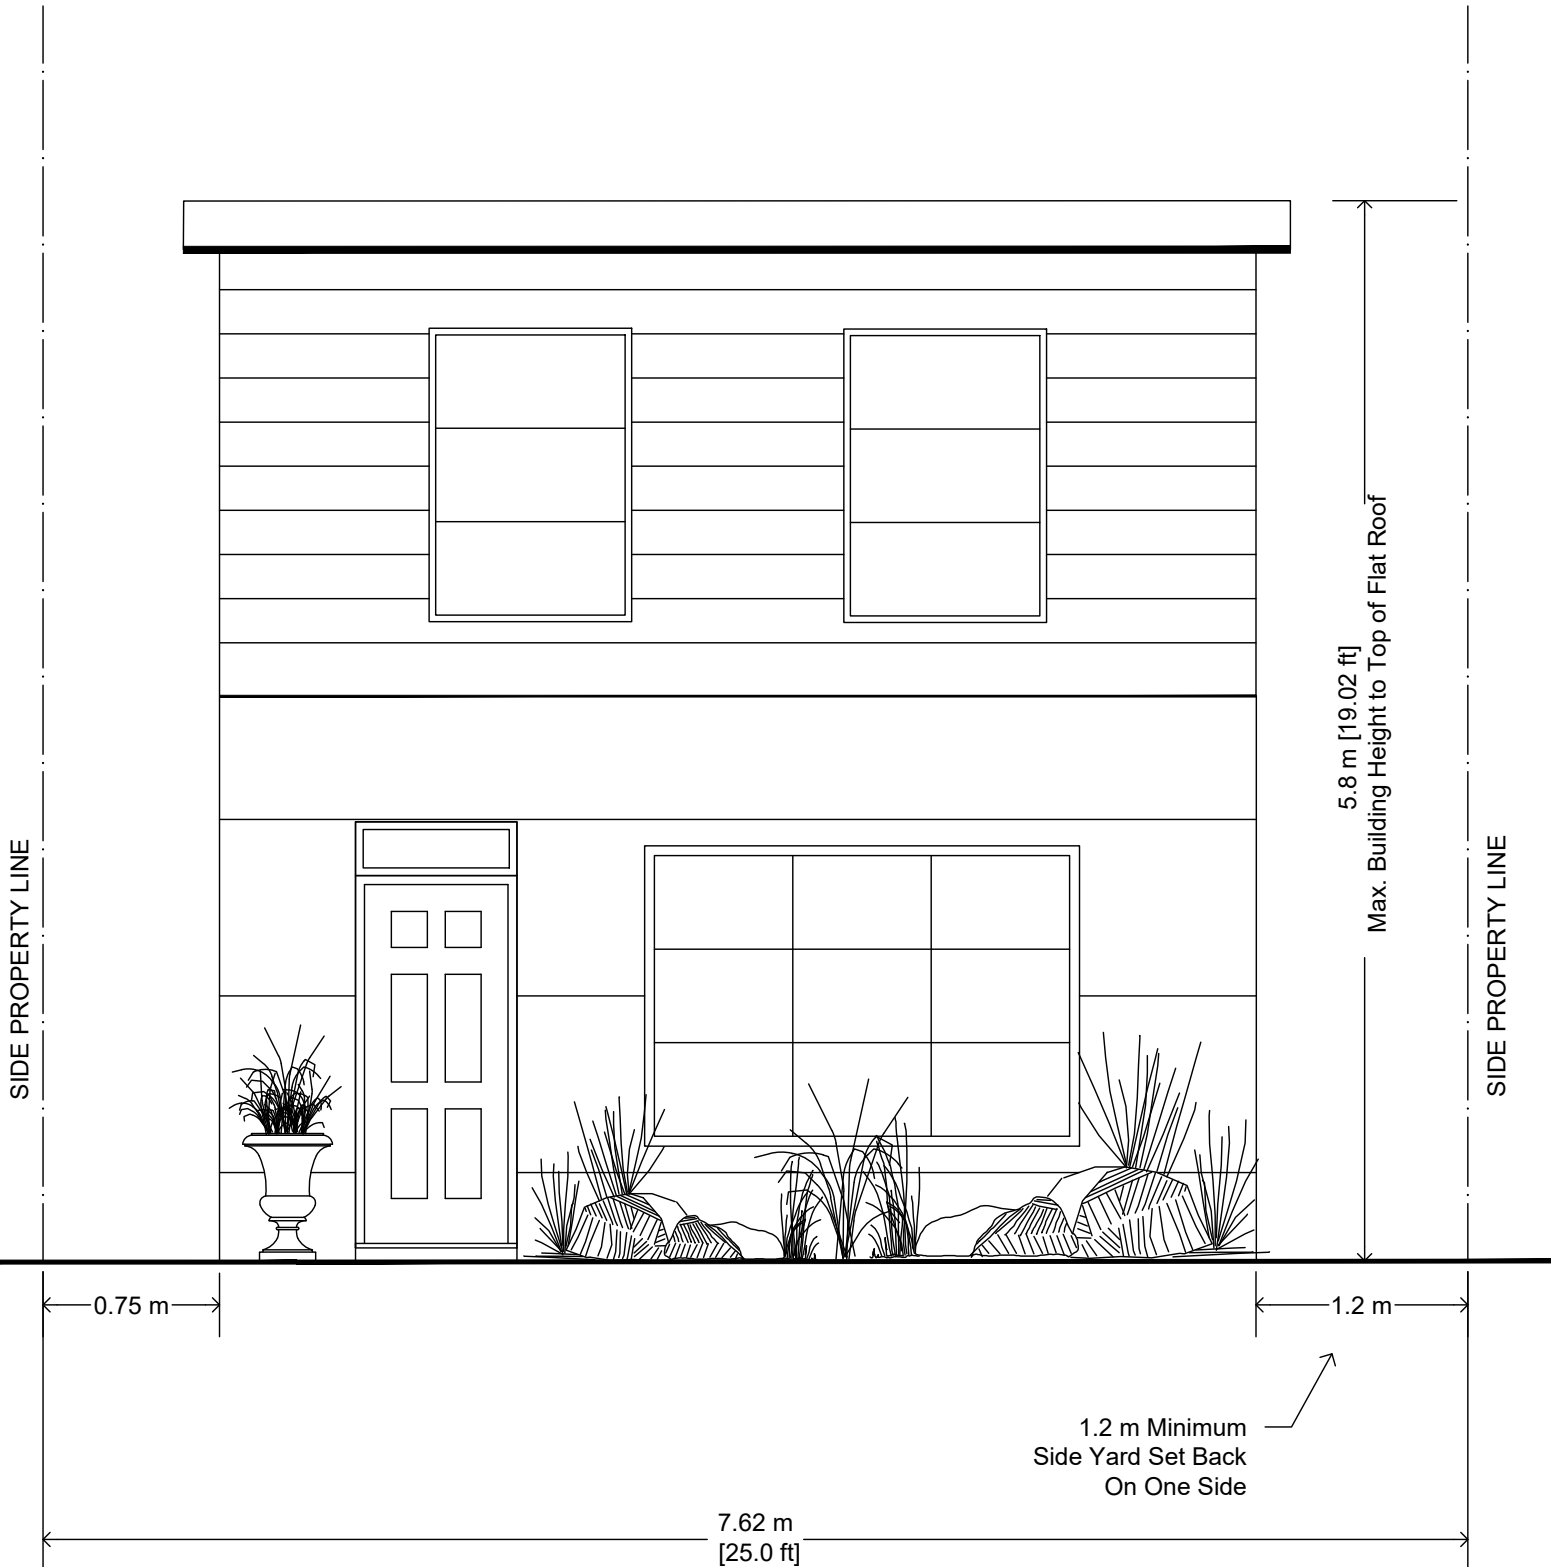 5.8 m [19.02 ft]
Max. Building Height to Top of Flat Roof
SIDE PROPERTY LINE
SIDE PROPERTY LINE
0.75 m
1.2 m
1.2 m Minimum
Side Yard Set Back
On One Side
7.62 m
[25.0 ft]